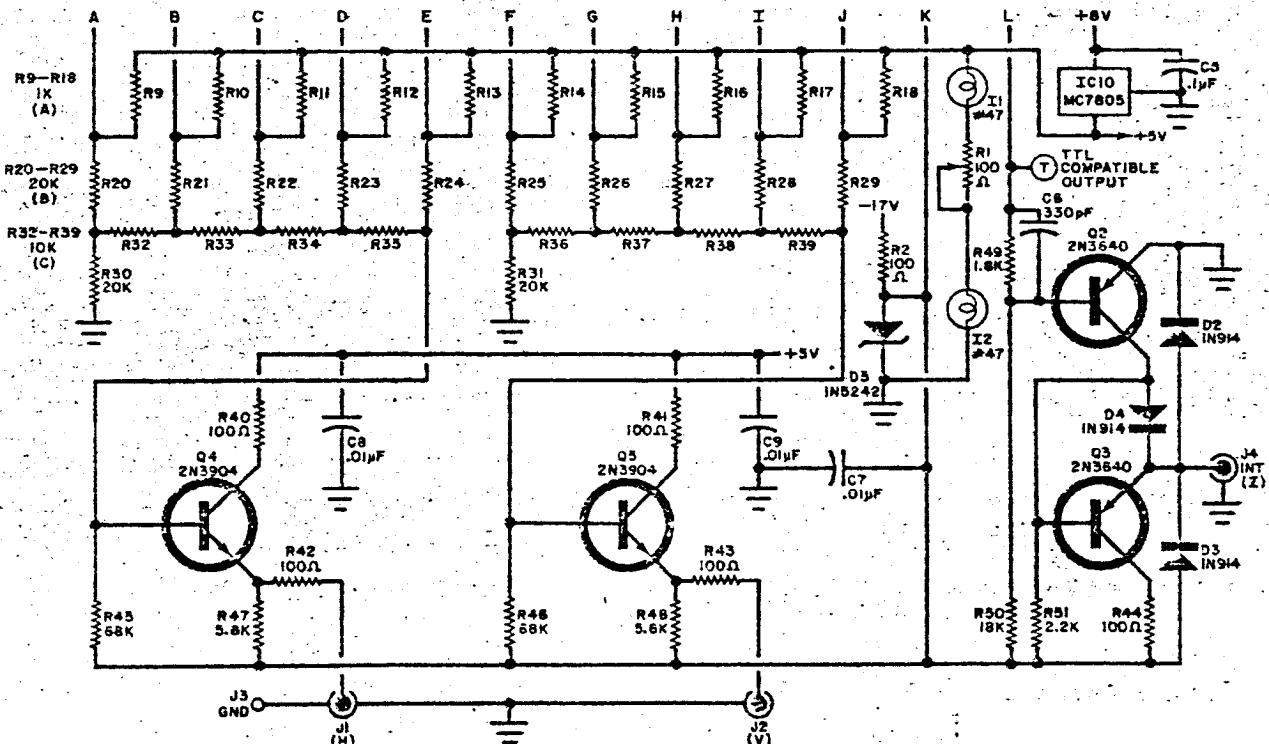 A B C D E F G H I J K L +8V
R9—R18
1K
(A)
R9 R10 R11 R12 R13 R14 R15 R16 R17 R18
I1
#47
IC10
MC7805
C5
.1µF
+5V
R20—R29
20K
(B)
R20 R21 R22 R23 R24 R25 R26 R27 R28 R29
R1
100
Ω
T
TTL
COMPATIBLE
OUTPUT
C6
330pF
-17V
R32—R39
10K
(C)
R32 R33 R34 R35 R36 R37 R38 R39
R30
20K
R31
20K
R2
100
Ω
R49
1.8K
Q2
2N3640
D2
1N914
I2
#47
+5V
D5
1N5242
R40
100Ω
C8
.01µF
R41
100Ω
C9
.01µF
C7
.01µF
D4
1N914
Q4
2N3904
Q5
2N3904
Q3
2N3640
J4
INT
(Z)
R42
100Ω
R43
100Ω
D3
1N914
R45
68K
R47
5.6K
R46
68K
R48
5.6K
R50
18K
R51
2.2K
R44
100Ω
J3
GND
J1
(H)
J2
(V)